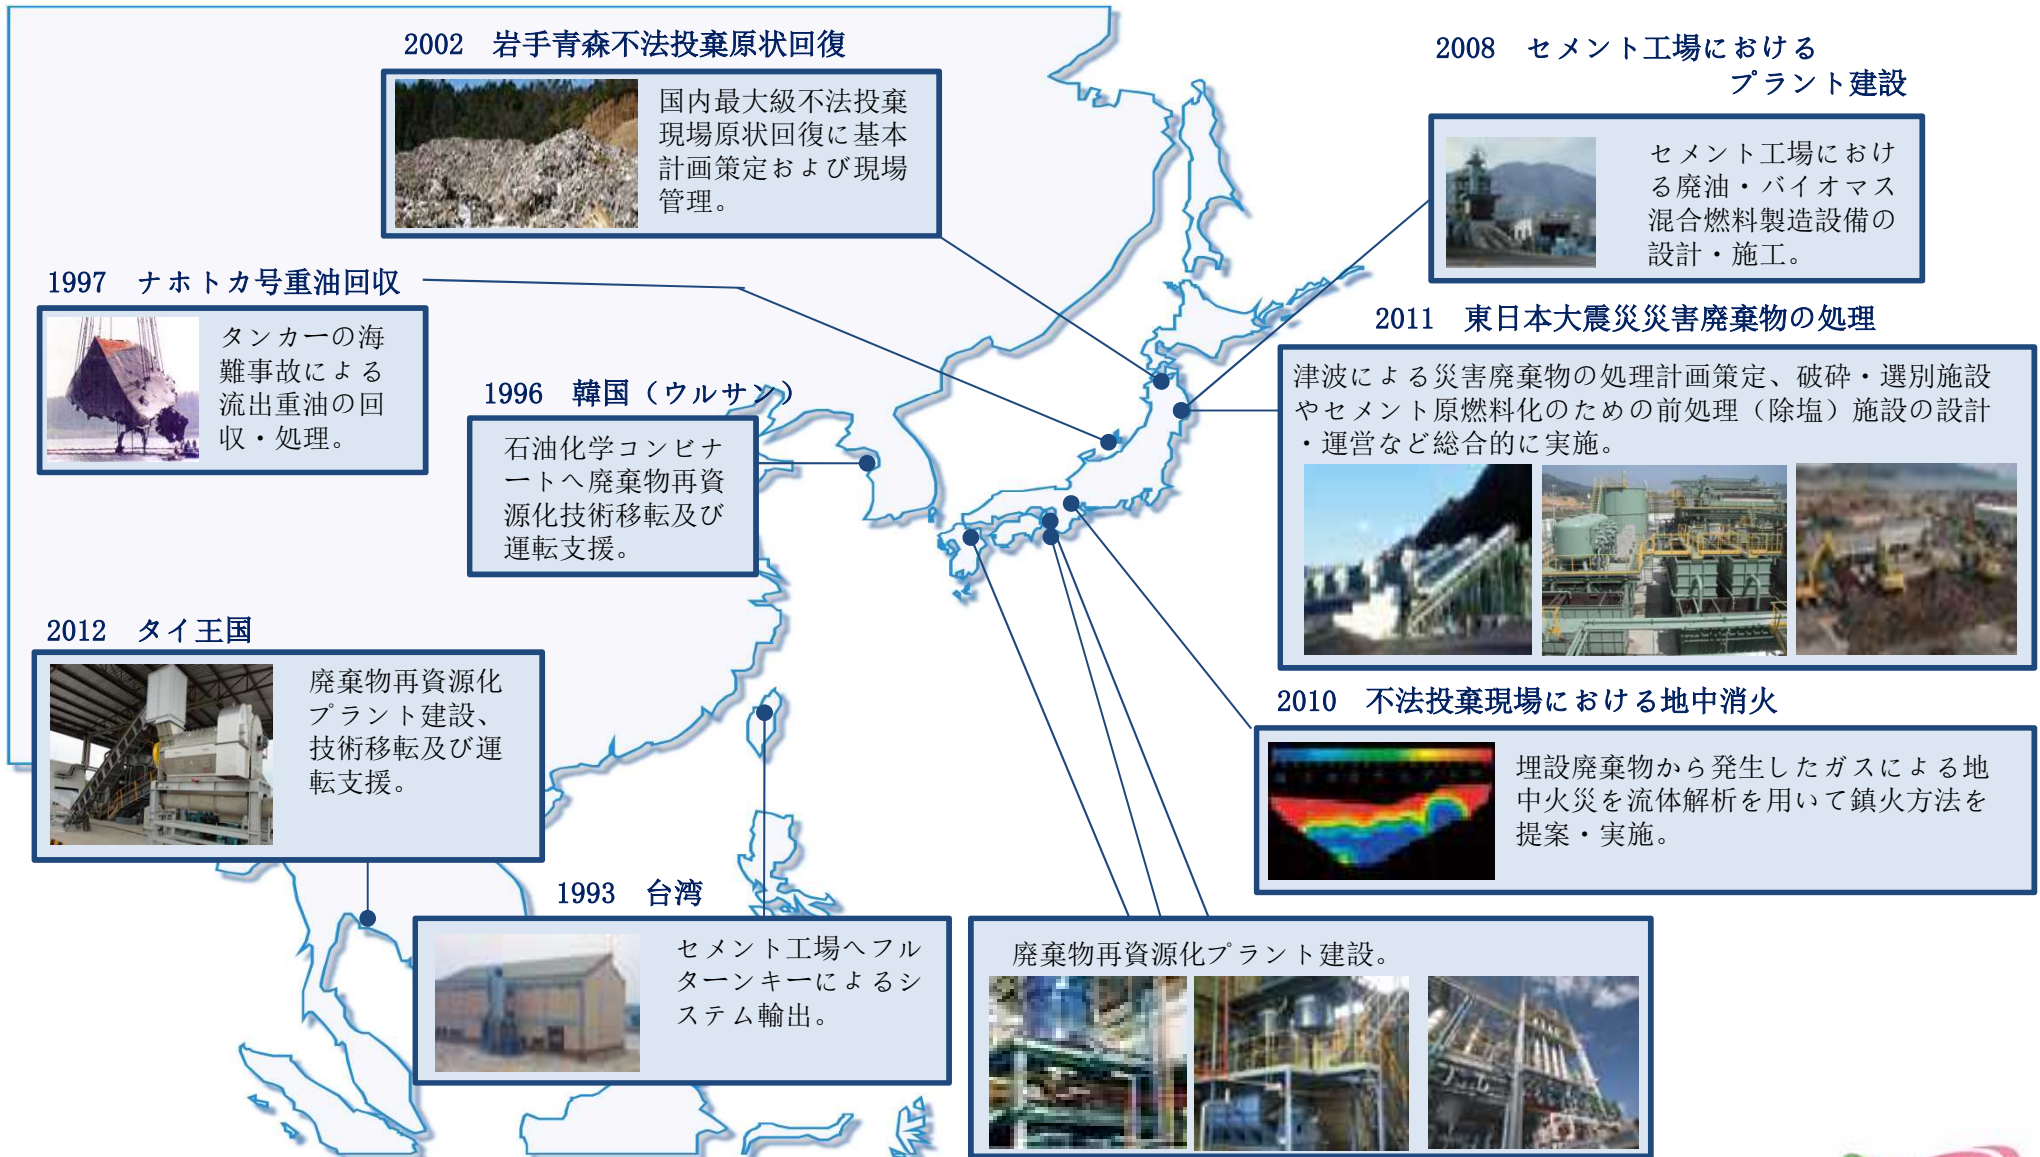 2002　岩手青森不法投棄原状回復
国内最大級不法投棄
現場原状回復に基本
計画策定および現場
管理。
2008　セメント工場における
プラント建設
セメント工場におけ
る廃油・バイオマス
混合燃料製造設備の
設計・施工。
1997　ナホトカ号重油回収
タンカーの海
難事故による
流出重油の回
収・処理。
1996　韓国（ウルサン）
石油化学コンビナ
ートへ廃棄物再資
源化技術移転及び
運転支援。
2011　東日本大震災災害廃棄物の処理
津波による災害廃棄物の処理計画策定、破砕・選別施設
やセメント原燃料化のための前処理（除塩）施設の設計
・運営など総合的に実施。
2012　タイ王国
廃棄物再資源化
プラント建設、
技術移転及び運
転支援。
2010　不法投棄現場における地中消火
埋設廃棄物から発生したガスによる地
中火災を流体解析を用いて鎮火方法を
提案・実施。
1993　台湾
セメント工場へフル
ターンキーによるシ
ステム輸出。
廃棄物再資源化プラント建設。